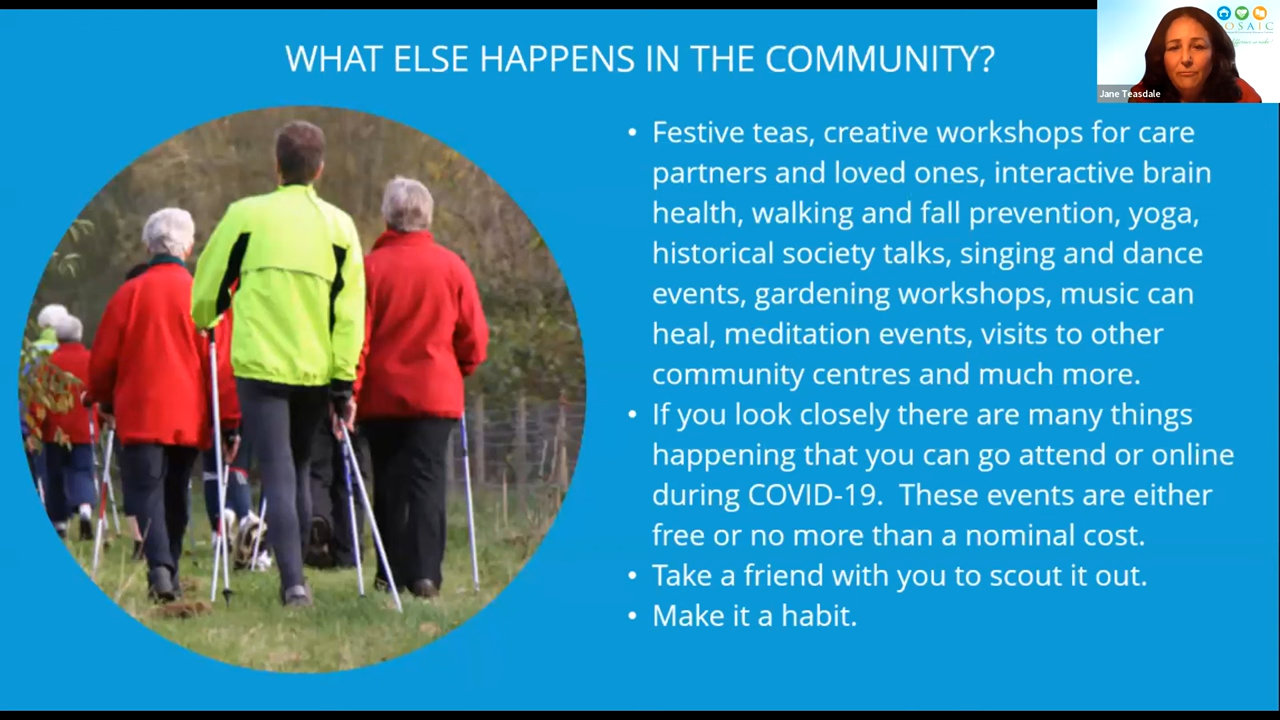 WHAT ELSE HAPPENS IN THE COMMUNITY?
Jane Teasdale
• Festive teas, creative workshops for care
partners and loved ones, interactive brain
health, walking and fall prevention, yoga,
historical society talks, singing and dance
events, gardening workshops, music can
heal, meditation events, visits to other
community centres and much more.
• If you look closely there are many things
happening that you can go attend or online
during COVID-19.  These events are either
free or no more than a nominal cost.
• Take a friend with you to scout it out.
• Make it a habit.